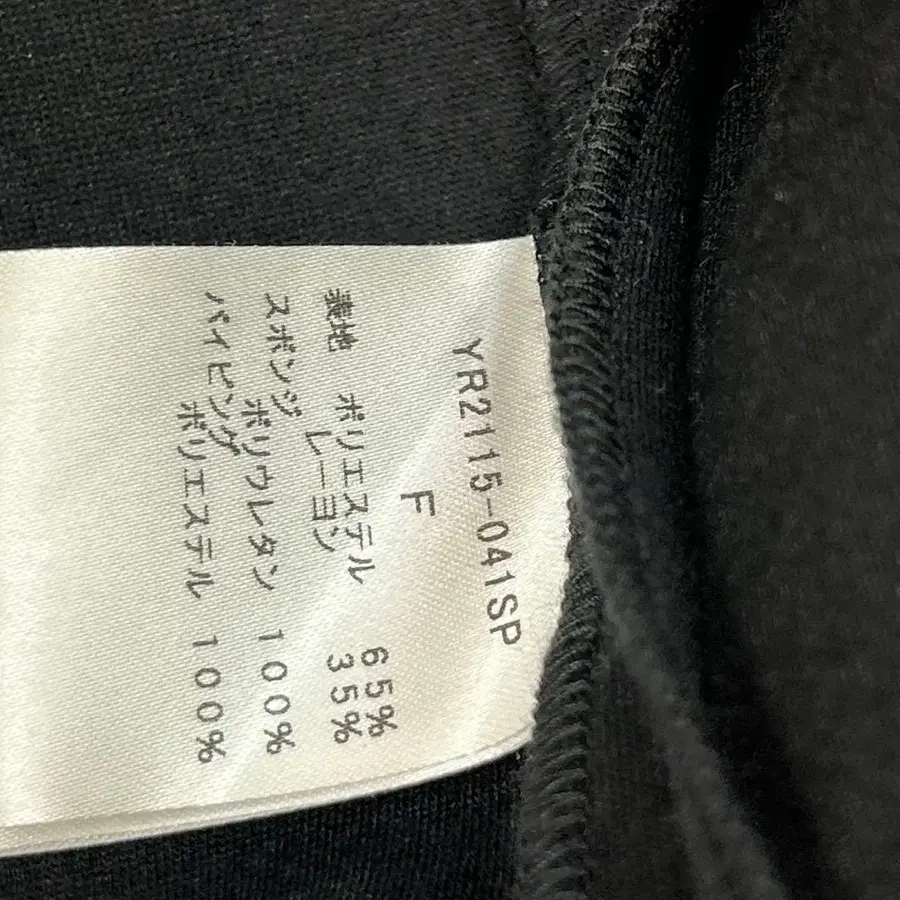 YR2115-041SP
F
表地 ポリエステル 65%
レーヨン 35%
スポンジ
ポリウレタン 100%
パイピング
ポリエステル 100%